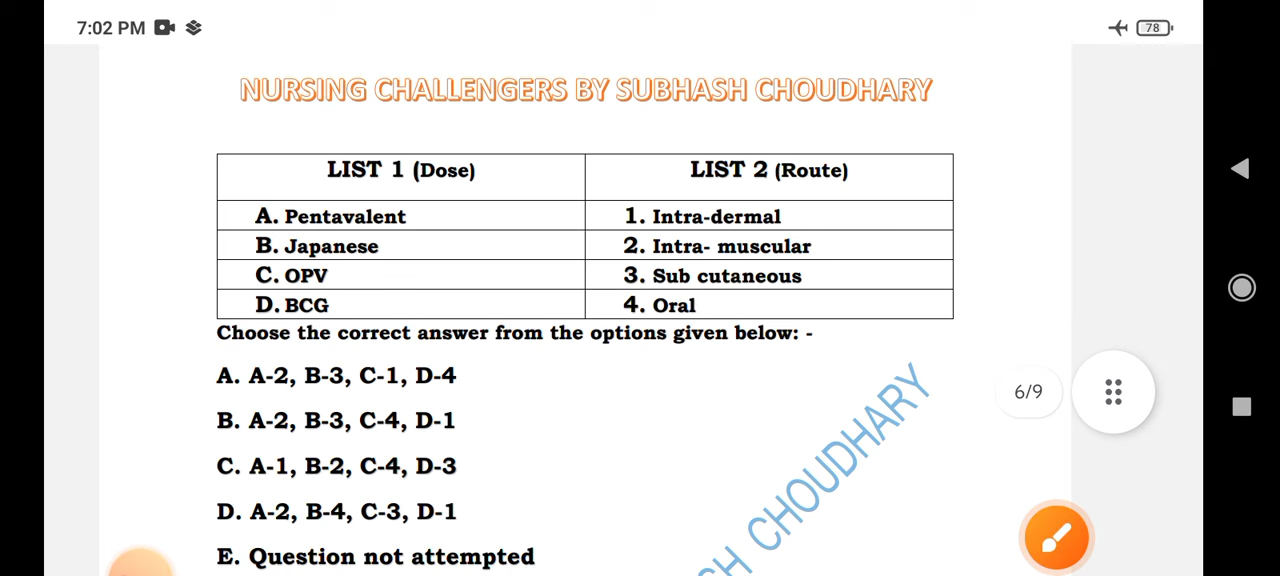 7:02 PM
78
NURSING CHALLENGERS BY SUBHASH CHOUDHARY
LIST 1 (Dose) LIST 2 (Route)
A. Pentavalent 1. Intra-dermal
B. Japanese 2. Intra- muscular
C. OPV 3. Sub cutaneous
D. BCG 4. Oral
Choose the correct answer from the options given below: -
A. A-2, B-3, C-1, D-4
B. A-2, B-3, C-4, D-1
C. A-1, B-2, C-4, D-3
D. A-2, B-4, C-3, D-1
E. Question not attempted
6/9
CHOUDHARY